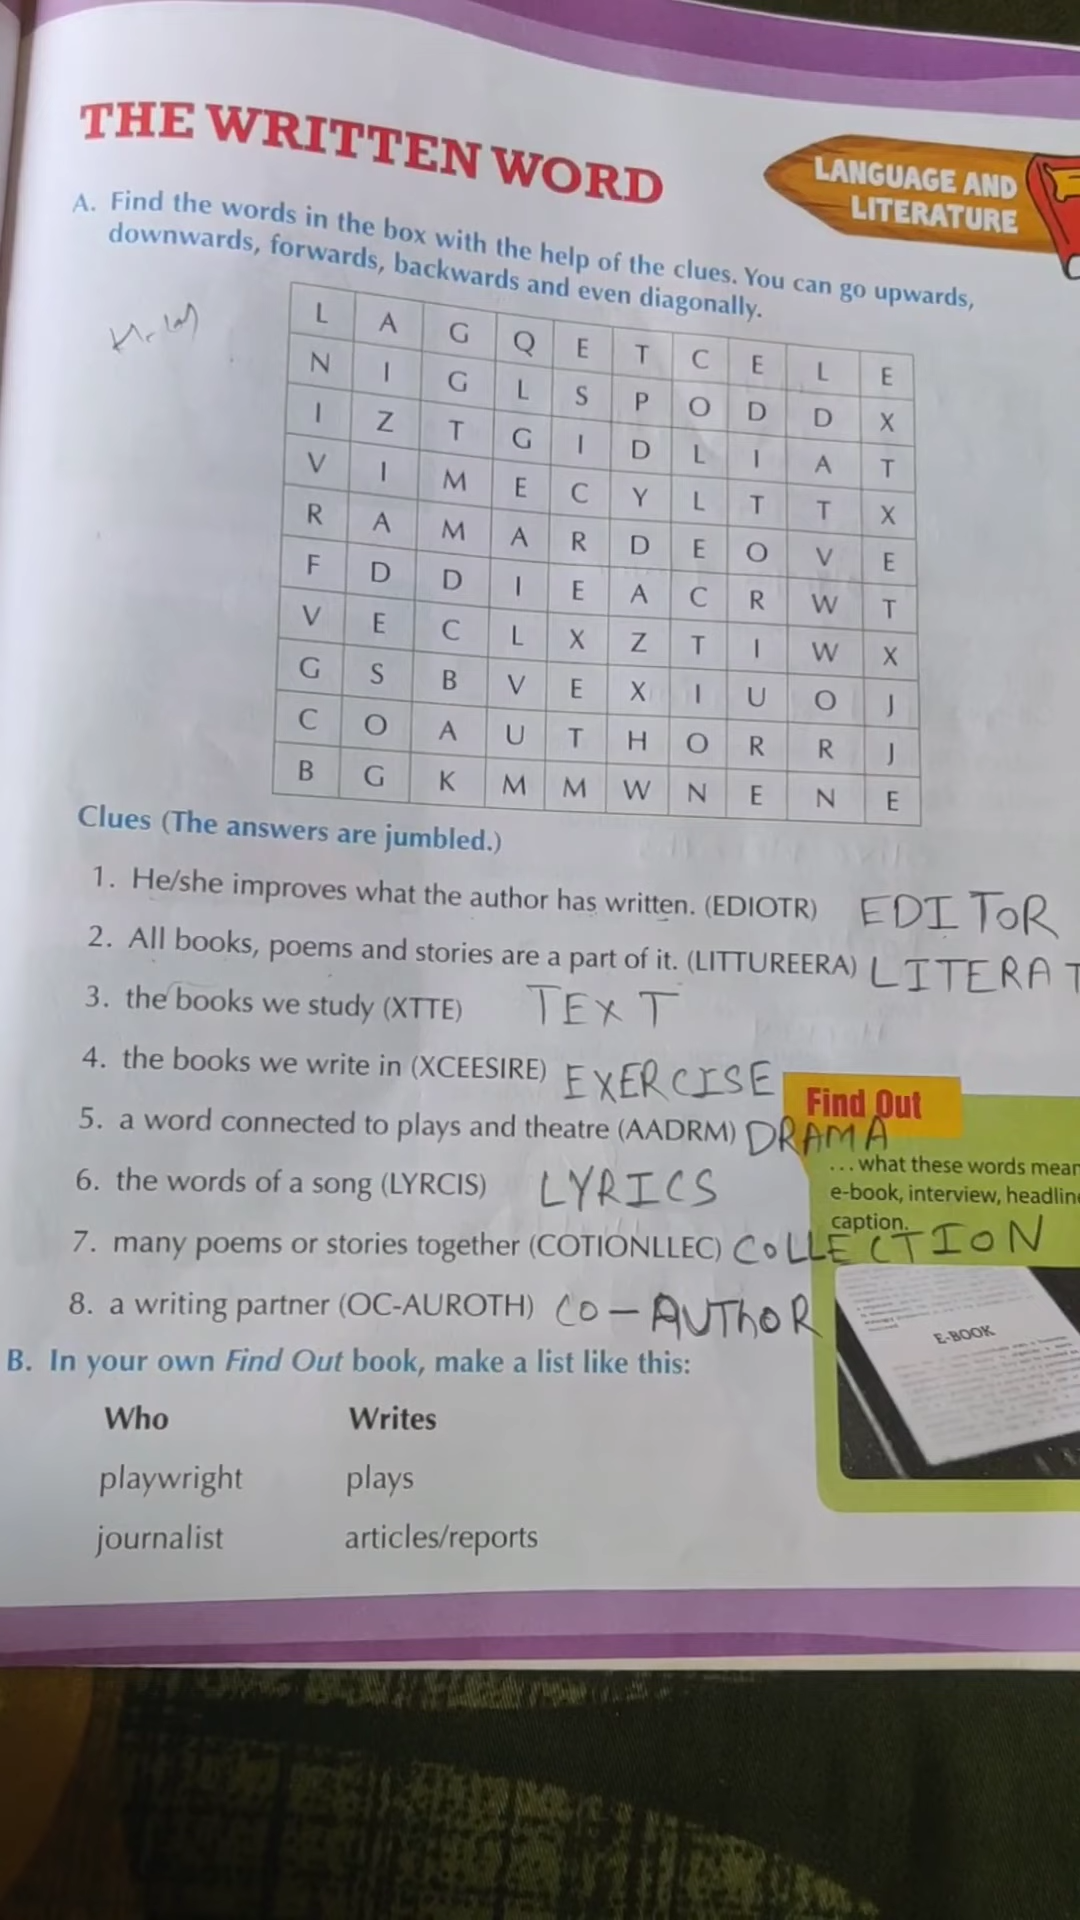 THE WRITTEN WORD
LANGUAGE AND
LITERATURE
A. Find the words in the box with the help of the clues. You can go upwards,
downwards, forwards, backwards and even diagonally.
L A G Q E T C E L E
N I G L S P O D D X
I Z T G I D L I A T
V I M E C Y L T T X
R A M A R D E O V E
F D D I E A C R W T
V E C L X Z T I W X
G S B V E X I U O J
C O A U T H O R R J
B G K M M W N E N E
Clues (The answers are jumbled.)
1. He/she improves what the author has written. (EDIOTR) EDITOR
2. All books, poems and stories are a part of it. (LITTUREERA) LITERAT
3. the books we study (XTTE) TEXT
4. the books we write in (XCEESIRE) EXERCISE
5. a word connected to plays and theatre (AADRM) DRAMA
6. the words of a song (LYRCIS) LYRICS
7. many poems or stories together (COTIONLLEC) COLLECTION
8. a writing partner (OC-AUROTH) CO-AUThOR
Find Out
... what these words mean
e-book, interview, headline
caption.
E-BOOK
B. In your own Find Out book, make a list like this:
Who Writes
playwright plays
journalist articles/reports